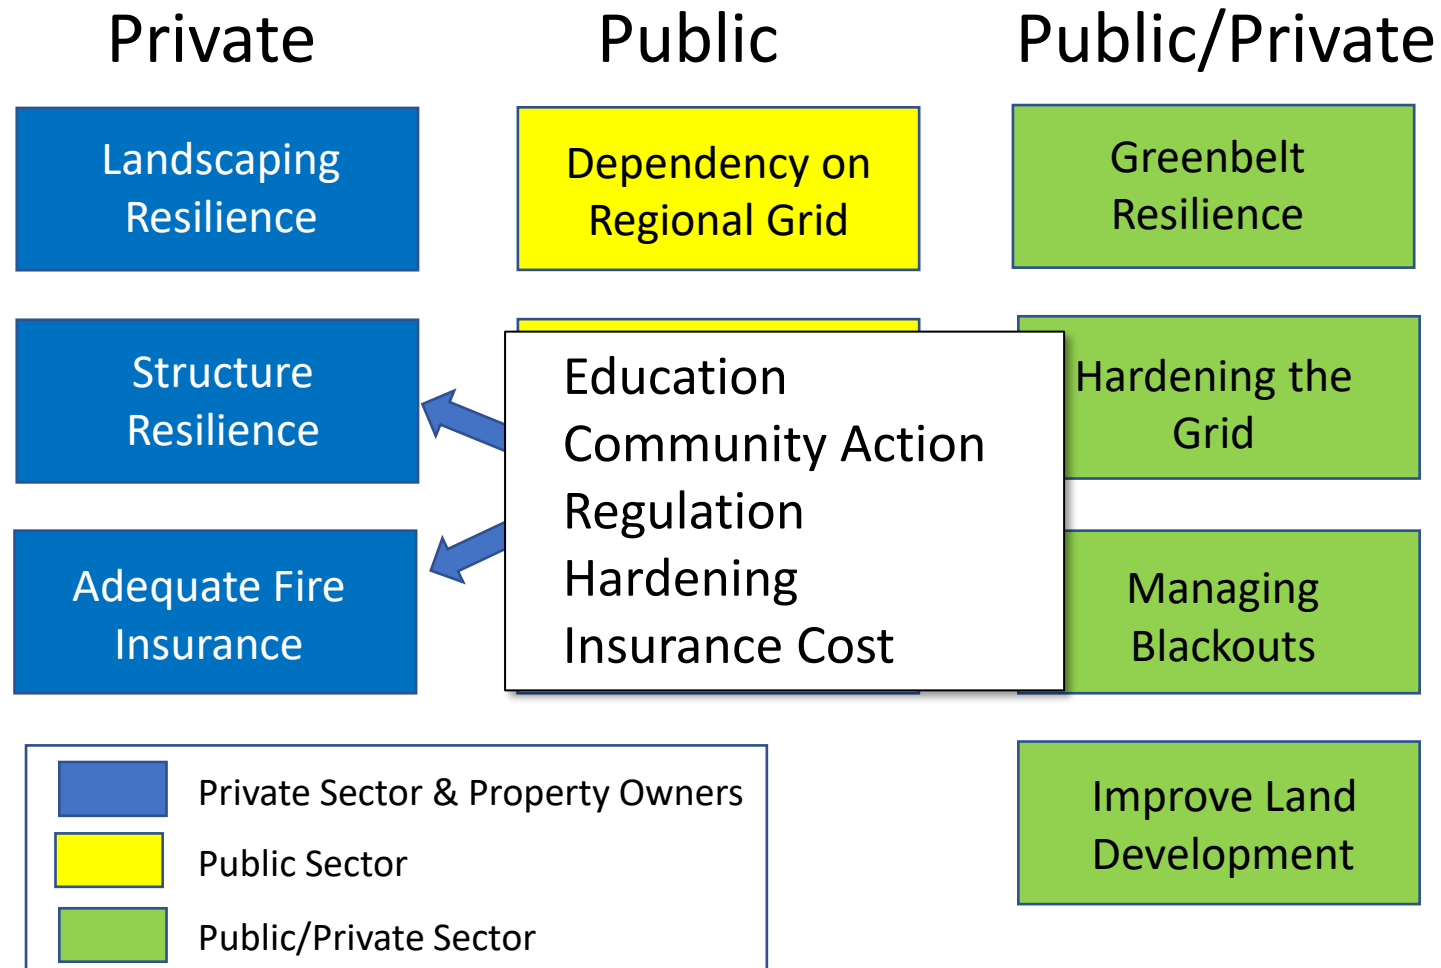 Private
Public
Public/Private
Landscaping
Resilience
Dependency on
Regional Grid
Greenbelt
Resilience
Structure
Resilience
Education
Community Action
Regulation
Hardening
Insurance Cost
Hardening the
Grid
Adequate Fire
Insurance
Managing
Blackouts
Improve Land
Development
Private Sector & Property Owners
Public Sector
Public/Private Sector